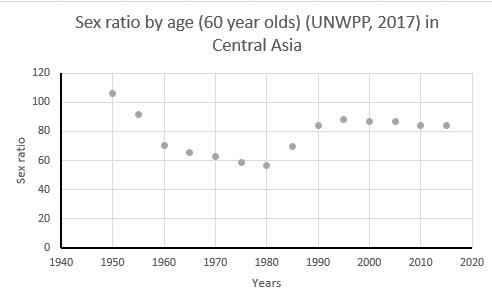 Sex ratio by age (60 year olds) (UNWPP, 2017) in
Central Asia
120
100
80
60
40
20
0
Sex ratio
1940 1950 1960 1970 1980 1990 2000 2010 2020
Years